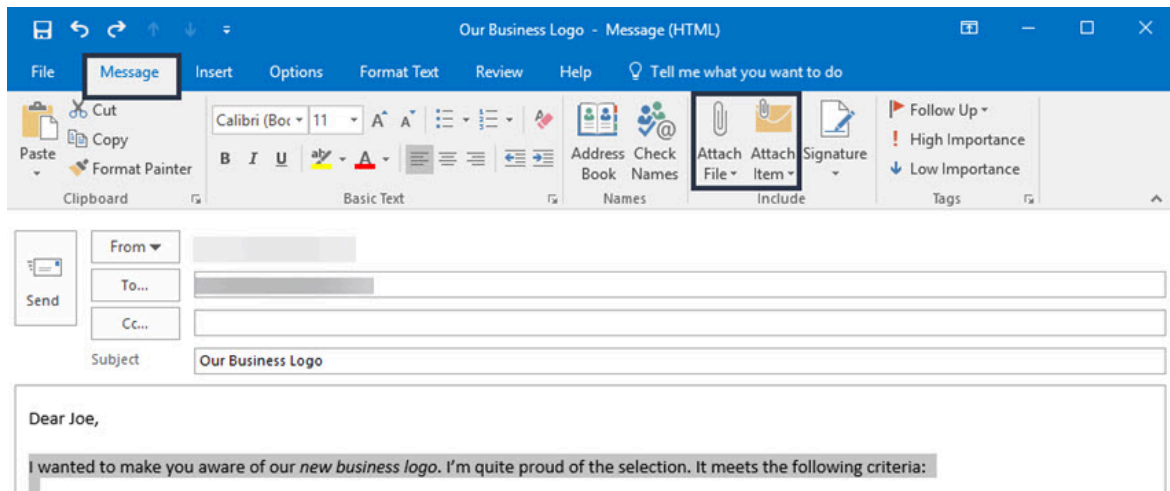 Our Business Logo - Message (HTML)
File Message Insert Options Format Text Review Help Tell me what you want to do
Paste
Cut
Copy
Format Painter
Clipboard
Calibri (Boc 11 A A
B I U aby A
Basic Text
Address Book
Check Names
Names
Attach File
Attach Item
Signature
Include
Follow Up
High Importance
Low Importance
Tags
Send
From
To...
Cc...
Subject Our Business Logo
Dear Joe,
I wanted to make you aware of our new business logo. I'm quite proud of the selection. It meets the following criteria: